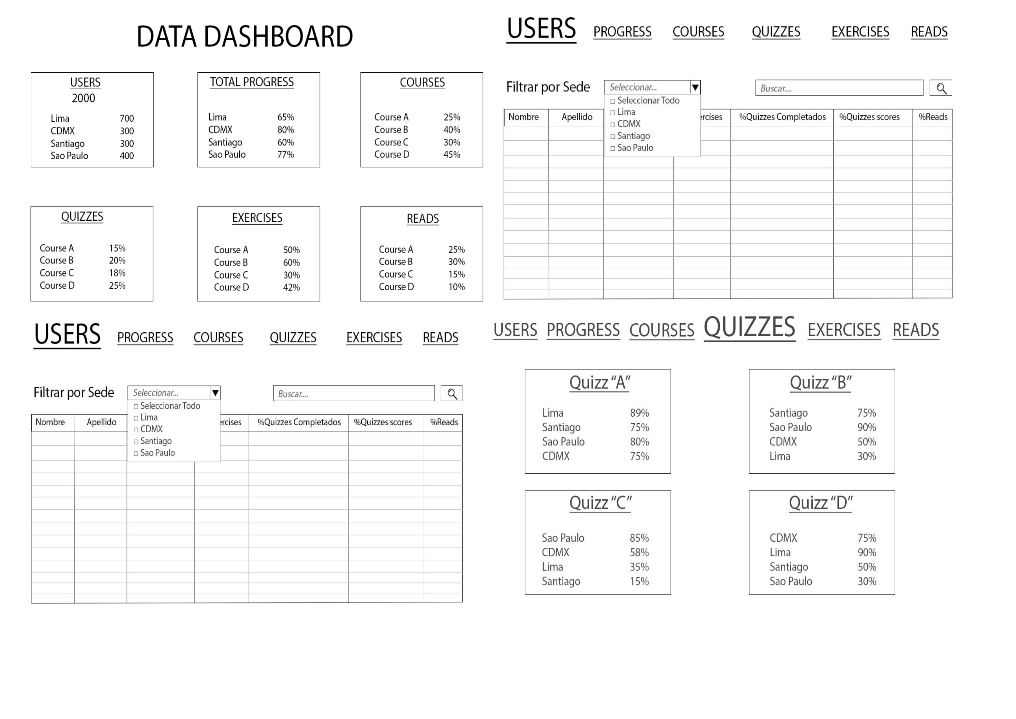 DATA DASHBOARD
USERS
2000
Lima 700
CDMX 300
Santiago 300
Sao Paulo 400
TOTAL PROGRESS
Lima 65%
CDMX 80%
Santiago 60%
Sao Paulo 77%
COURSES
Course A 25%
Course B 40%
Course C 30%
Course D 45%
QUIZZES
Course A 15%
Course B 20%
Course C 18%
Course D 25%
EXERCISES
Course A 50%
Course B 60%
Course C 30%
Course D 42%
READS
Course A 25%
Course B 30%
Course C 15%
Course D 10%
USERS PROGRESS COURSES QUIZZES EXERCISES READS
Filtrar por Sede Seleccionar... Buscar....
Seleccionar Todo
Lima
CDMX
Santiago
Sao Paulo
Nombre Apellido ercises %Quizzes Completados %Quizzes scores %Reads
USERS PROGRESS COURSES QUIZZES EXERCISES READS
Filtrar por Sede Seleccionar... Buscar....
Seleccionar Todo
Lima
CDMX
Santiago
Sao Paulo
Nombre Apellido ercises %Quizzes Completados %Quizzes scores %Reads
USERS PROGRESS COURSES QUIZZES EXERCISES READS
Quizz “A”
Lima 89%
Santiago 75%
Sao Paulo 80%
CDMX 75%
Quizz “B”
Santiago 75%
Sao Paulo 90%
CDMX 50%
Lima 30%
Quizz “C”
Sao Paulo 85%
CDMX 58%
Lima 35%
Santiago 15%
Quizz “D”
CDMX 75%
Lima 90%
Santiago 50%
Sao Paulo 30%